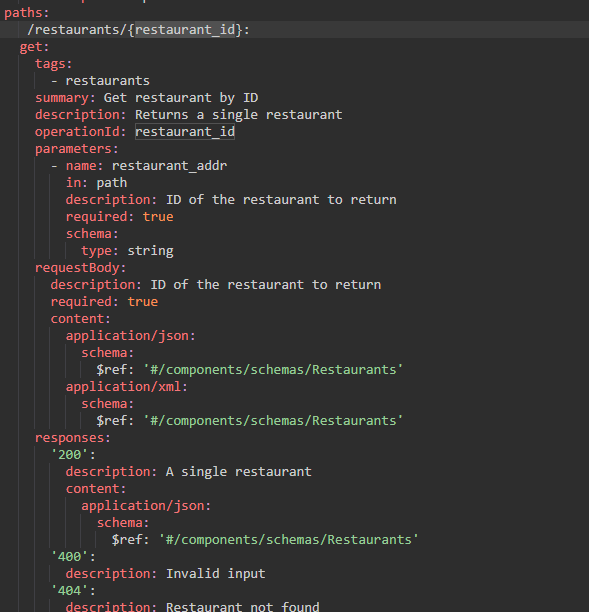 paths:
/restaurants/{restaurant_id}:
get:
tags:
- restaurants
summary: Get restaurant by ID
description: Returns a single restaurant
operationId: restaurant_id
parameters:
- name: restaurant_addr
in: path
description: ID of the restaurant to return
required: true
schema:
type: string
requestBody:
description: ID of the restaurant to return
required: true
content:
application/json:
schema:
$ref: '#/components/schemas/Restaurants'
application/xml:
schema:
$ref: '#/components/schemas/Restaurants'
responses:
'200':
description: A single restaurant
content:
application/json:
schema:
$ref: '#/components/schemas/Restaurants'
'400':
description: Invalid input
'404':
description: Restaurant not found